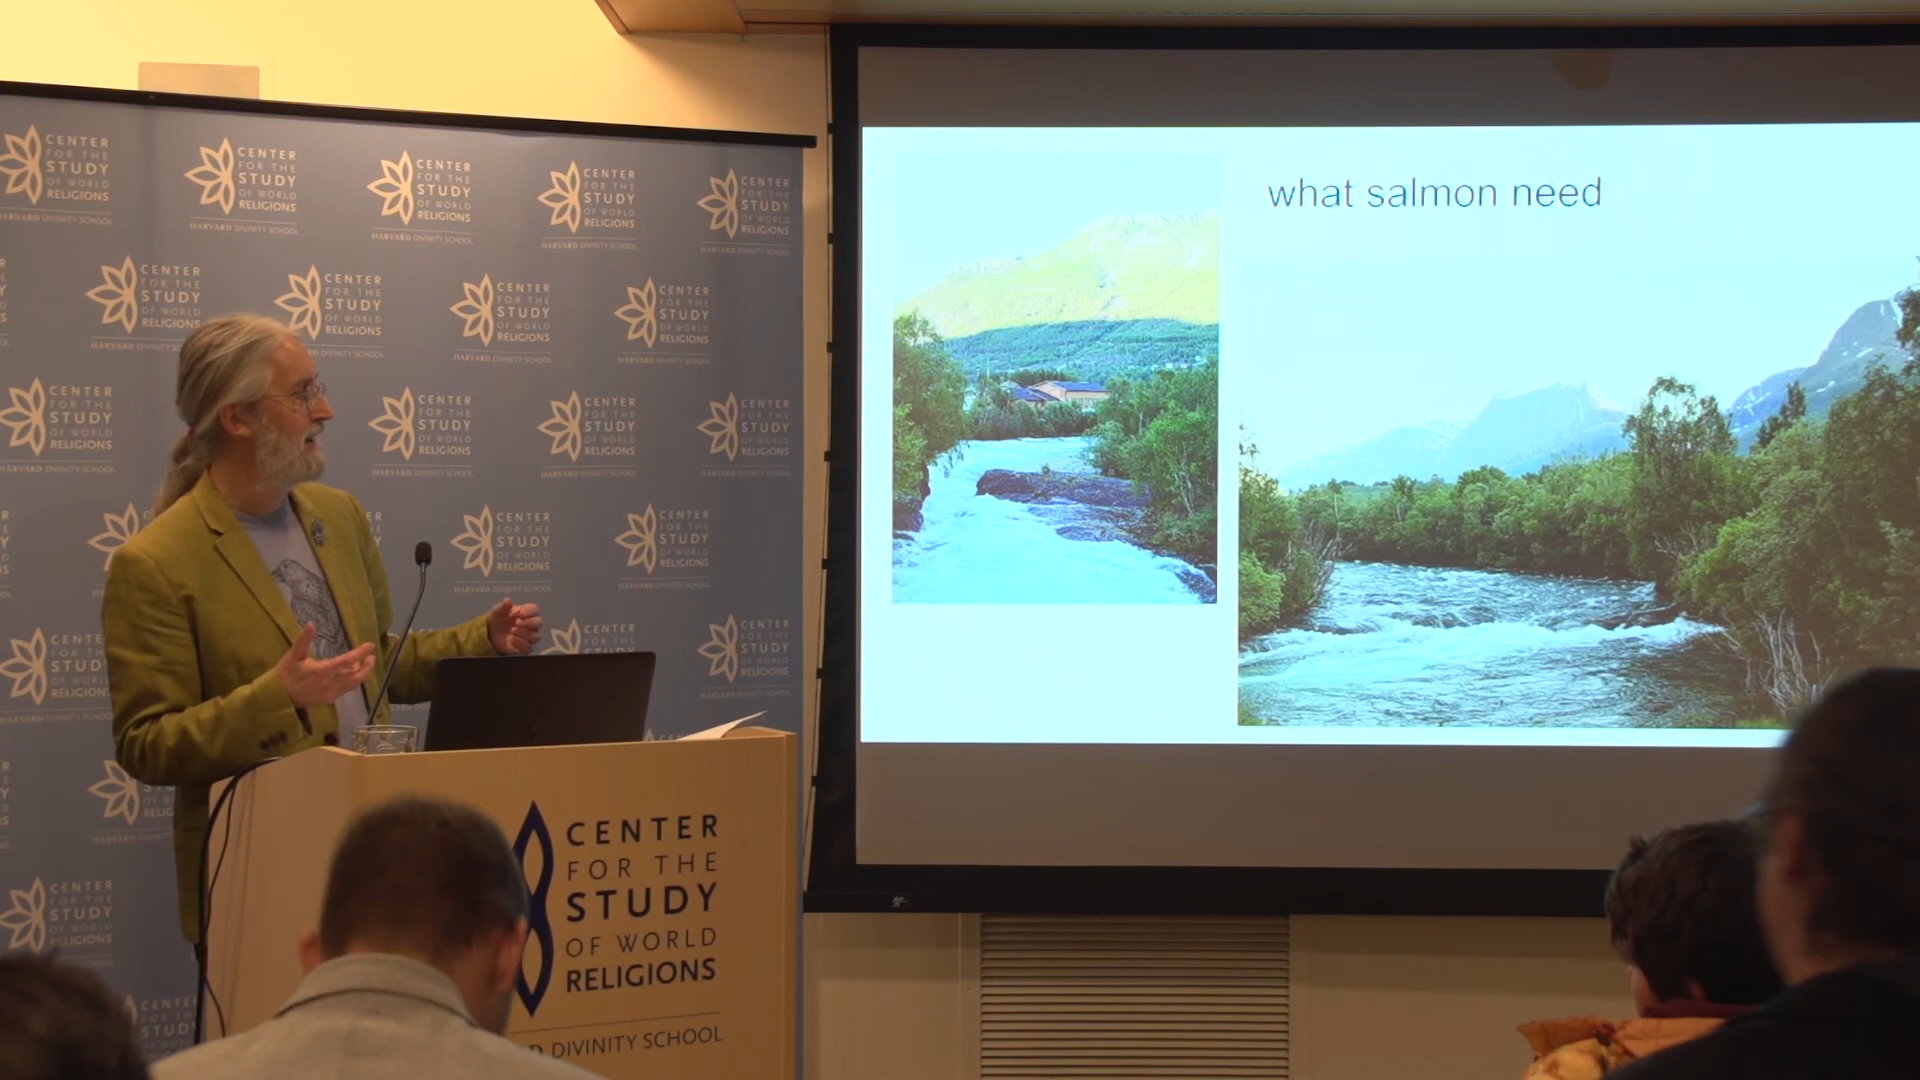 what salmon need
CENTER
FOR THE
STUDY
OF WORLD
RELIGIONS
HARVARD DIVINITY SCHOOL
CENTER
FOR THE
STUDY
OF WORLD
RELIGIONS
DIVINITY SCHOOL